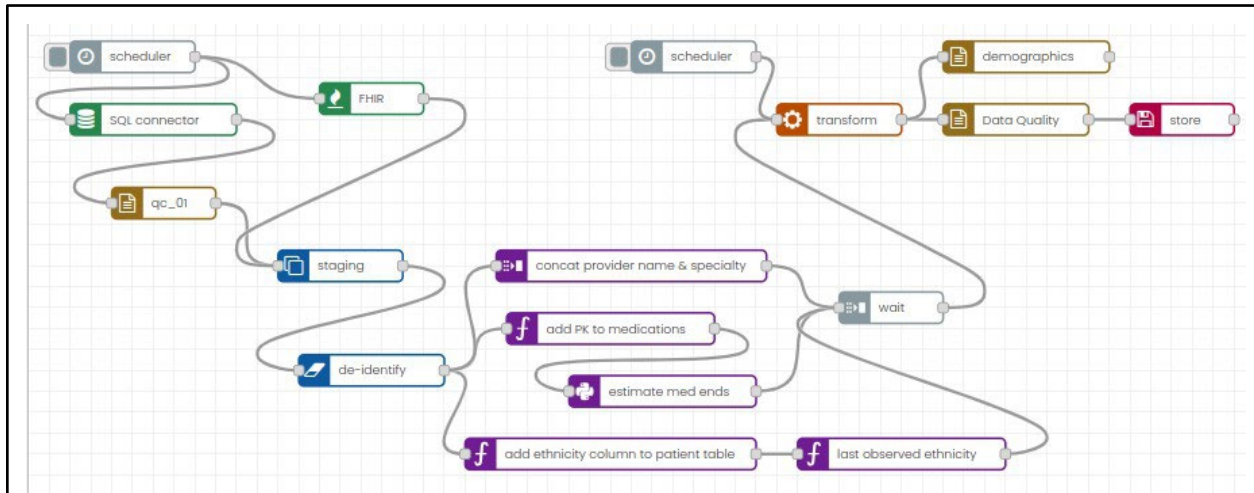 scheduler
scheduler
demographics
FHIR
SQL connector
transform
Data Quality
store
qc_01
staging
concat provider name & specialty
wait
add PK to medications
de-identify
estimate med ends
add ethnicity column to patient table
last observed ethnicity